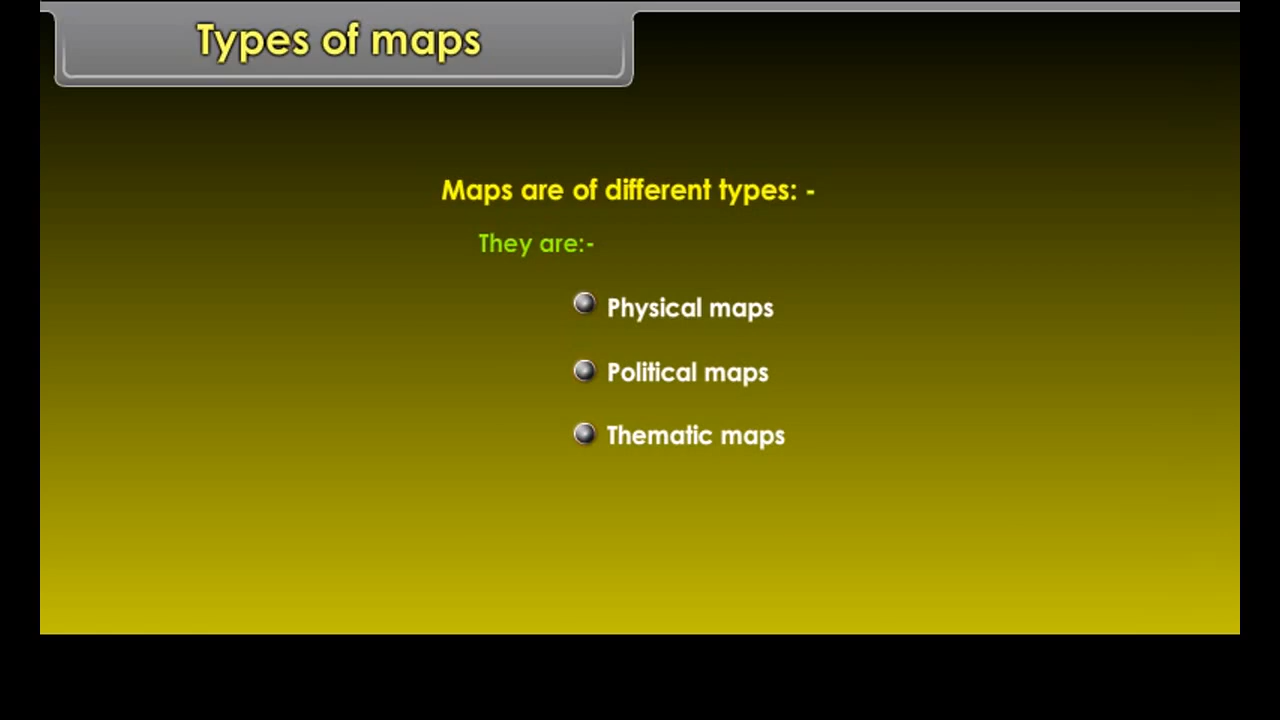 Types of maps
Maps are of different types: -
They are:-
Physical maps
Political maps
Thematic maps